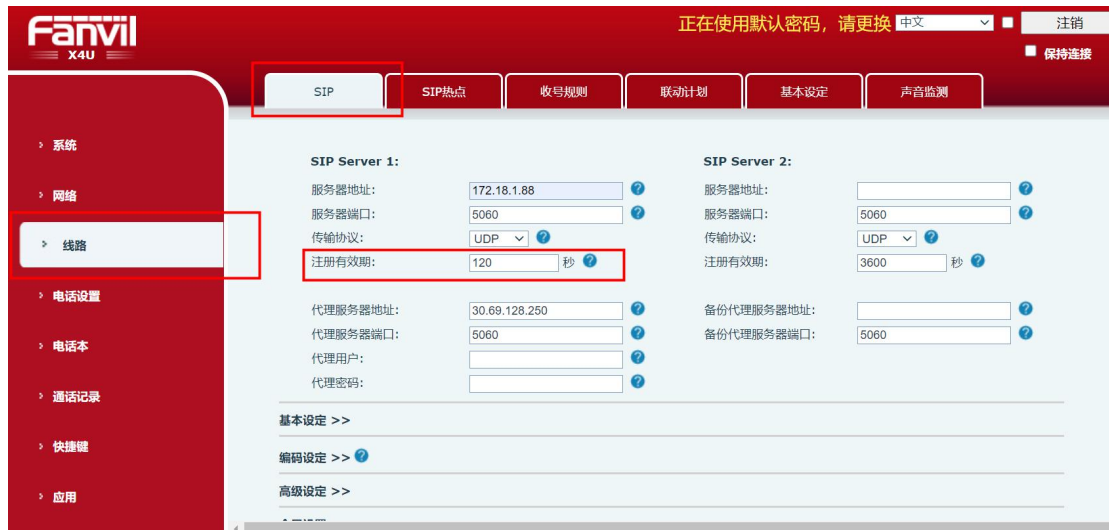 Fanvil
X4U
正在使用默认密码，请更换 中文 注销
保持连接
SIP SIP热点 收号规则 联动计划 基本设定 声音监测
系统
网络
线路
电话设置
电话本
通话记录
快捷键
应用
SIP Server 1: SIP Server 2:
服务器地址: 172.18.1.88 服务器地址:
服务器端口: 5060 服务器端口: 5060
传输协议: UDP 传输协议: UDP
注册有效期: 120 秒 注册有效期: 3600 秒
代理服务器地址: 30.69.128.250 备份代理服务器地址:
代理服务器端口: 5060 备份代理服务器端口: 5060
代理用户:
代理密码:
基本设定 >>
编码设定 >>
高级设定 >>